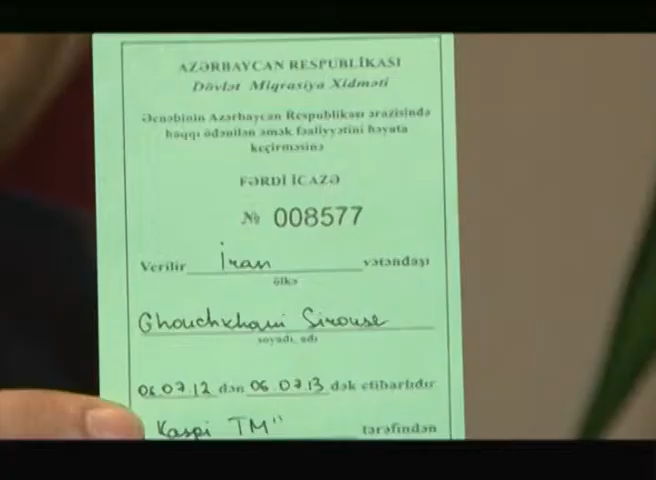 AZƏRBAYCAN RESPUBLİKASI
Dövlət Miqrasiya Xidməti
Əcnəbinin Azərbaycan Respublikası ərazisində
haqqı ödənilən əmək fəaliyyətini həyata
keçirməsinə
FƏRDİ İCAZƏ
№ 008577
Verilir İran vətəndaşı
ölkə
Ghouchkhani Sirouse
soyadı, adı
06.07.12 dən 06.07.13 dək etibarlıdır
Kaspi TM" tərəfindən